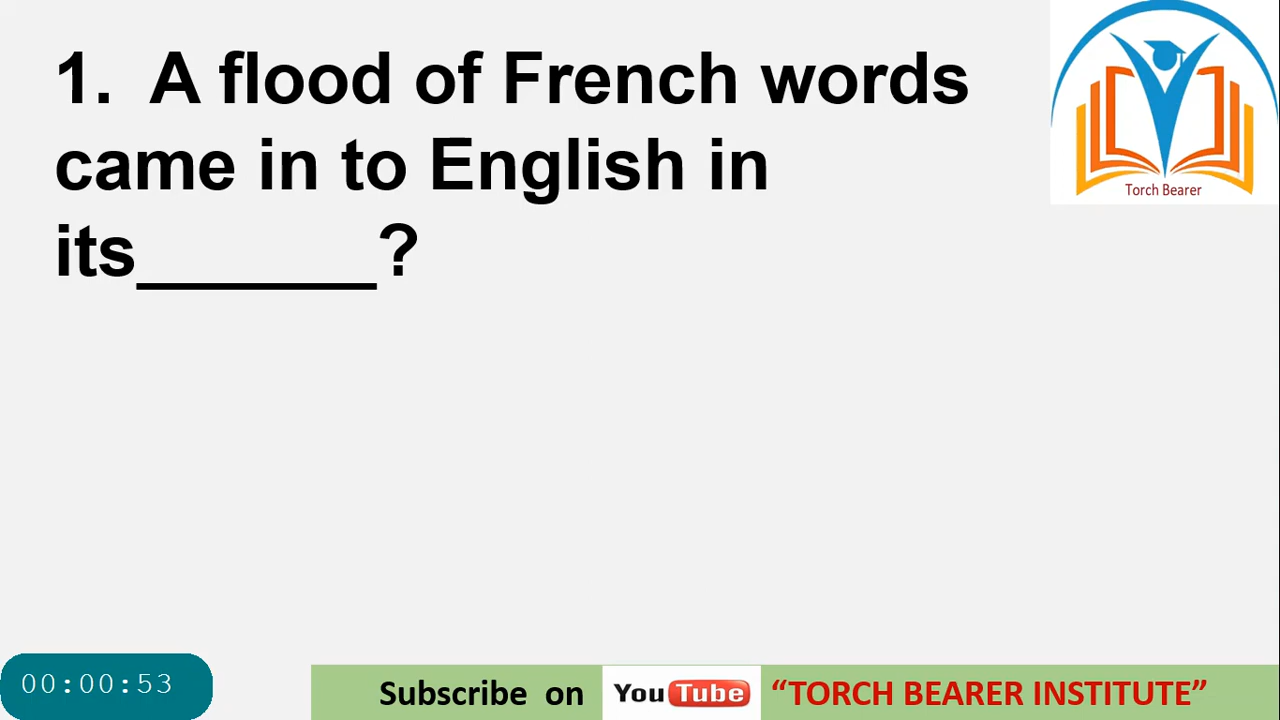 1. A flood of French words
came in to English in
its______?
Torch Bearer
00:00:53
Subscribe on YouTube “TORCH BEARER INSTITUTE”